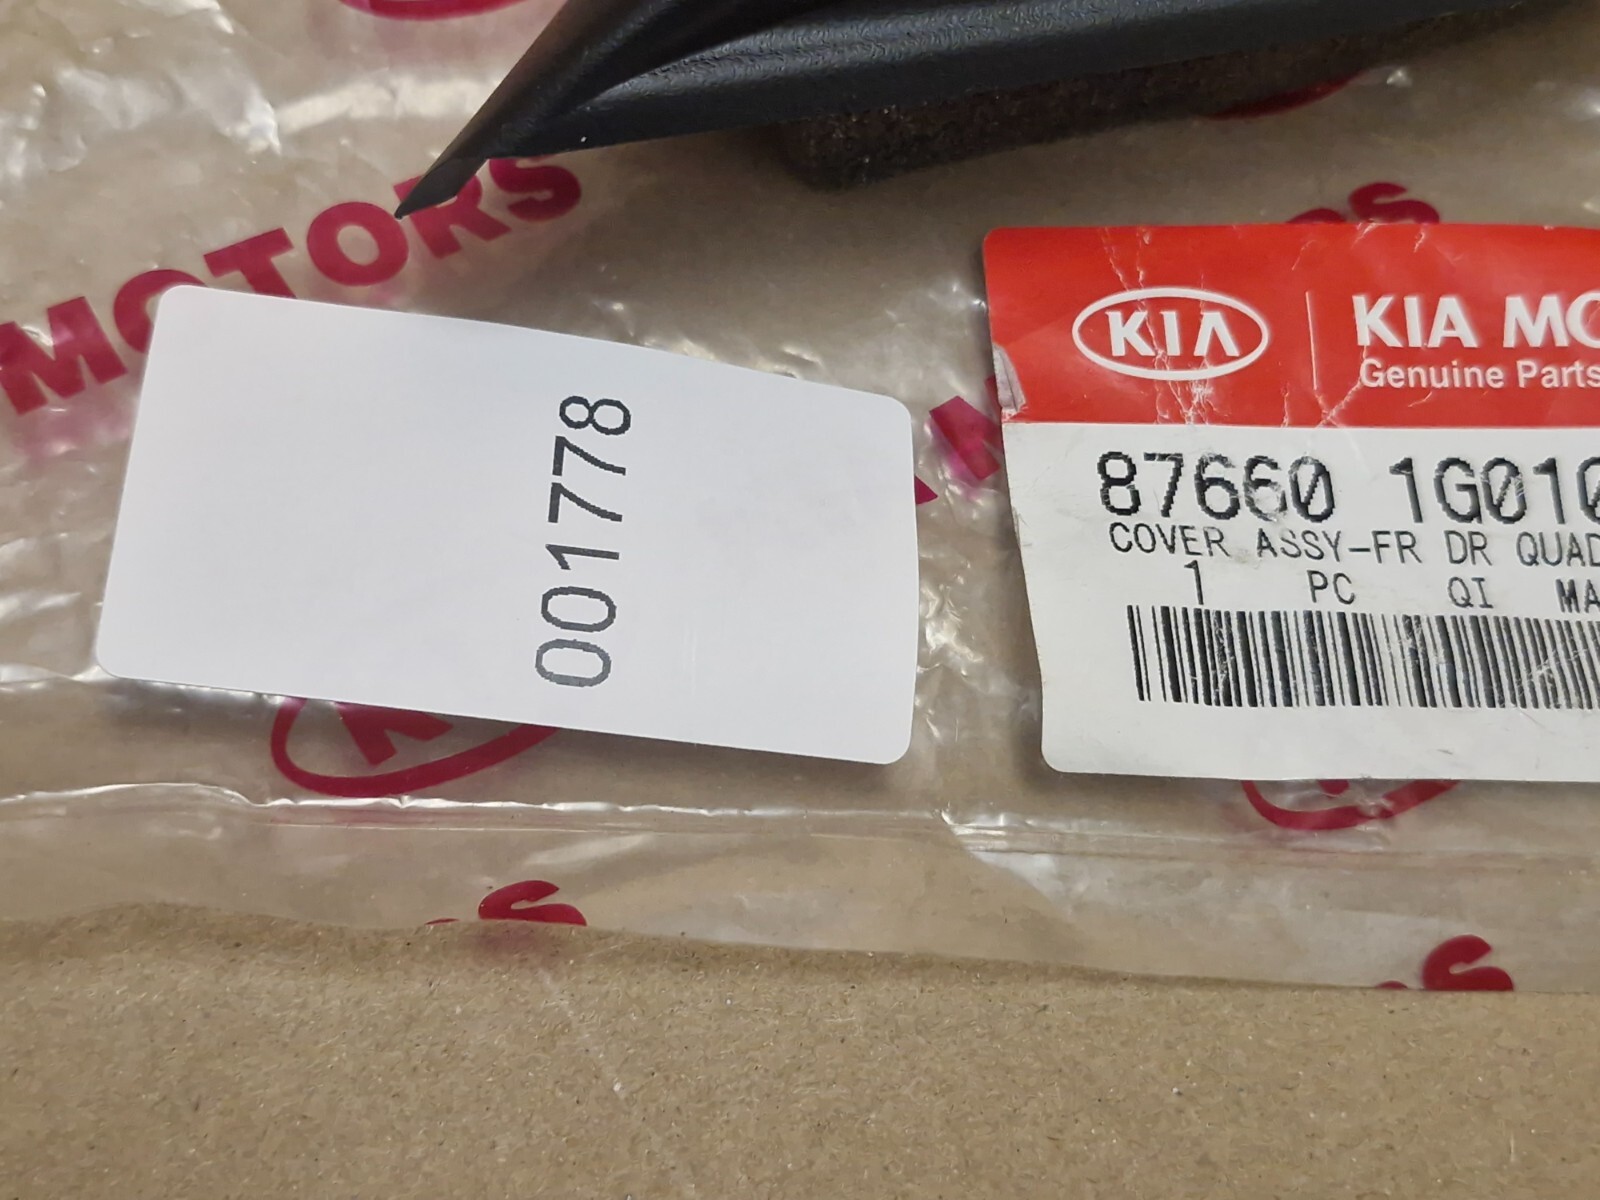 MOTORS
001778
KIA
KIA MO
Genuine Parts
87660 1G010
COVER ASSY-FR DR QUAD
1 PC QI MA